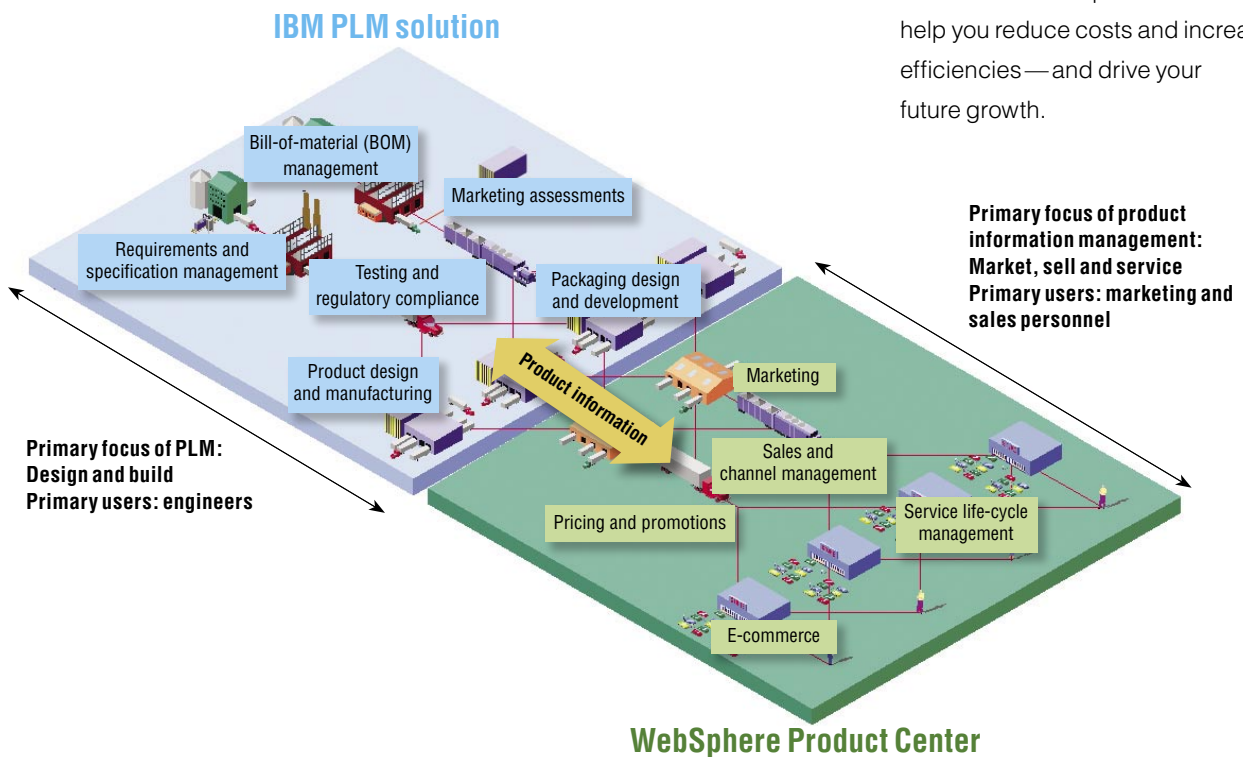 help you reduce costs and increa
efficiencies—and drive your
future growth.
IBM PLM solution
Bill-of-material (BOM)
management
Marketing assessments
Requirements and
specification management
Testing and
regulatory compliance
Packaging design
and development
Product design
and manufacturing
Product information
Primary focus of PLM:
Design and build
Primary users: engineers
Primary focus of product
information management:
Market, sell and service
Primary users: marketing and
sales personnel
Marketing
Sales and
channel management
Pricing and promotions
Service life-cycle
management
E-commerce
WebSphere Product Center